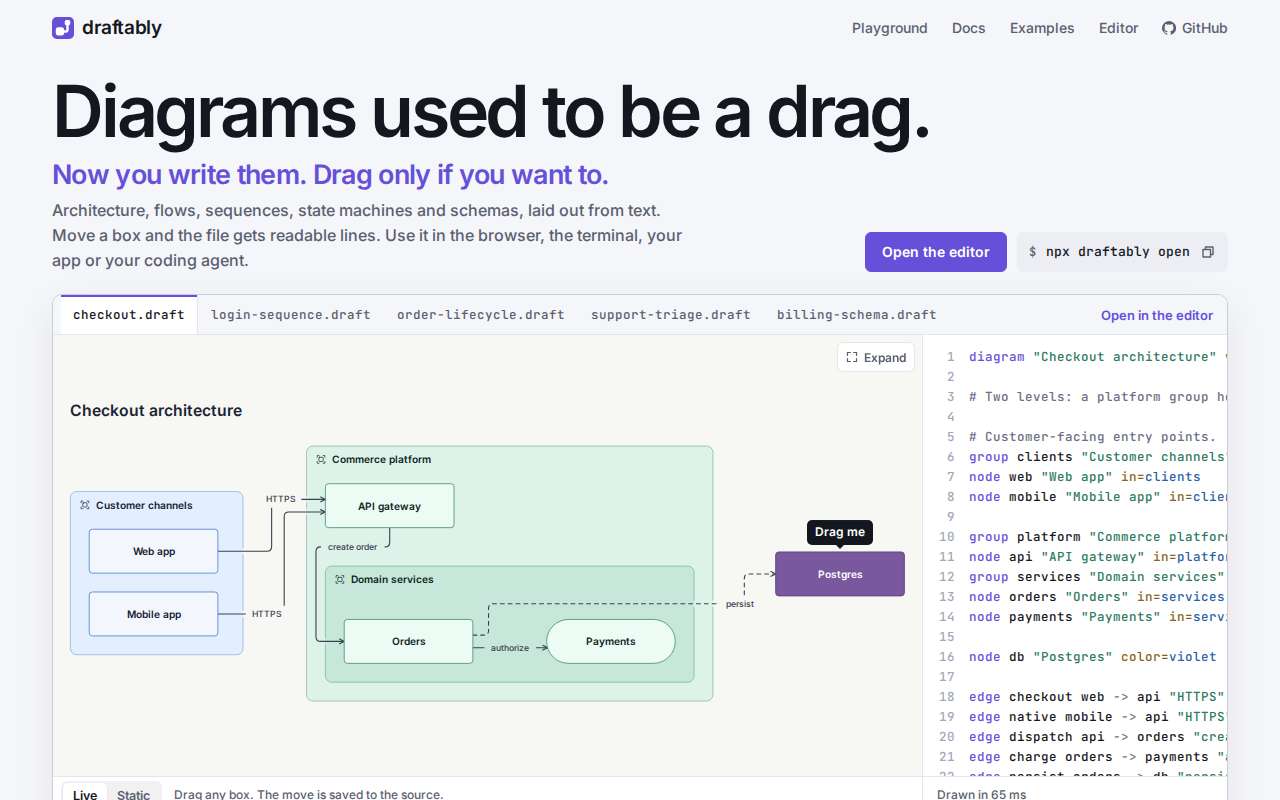 draftably
Playground Docs Examples Editor GitHub
Diagrams used to be a drag.
Now you write them. Drag only if you want to.
Architecture, flows, sequences, state machines and schemas, laid out from text.
Move a box and the file gets readable lines. Use it in the browser, the terminal, your
app or your coding agent.
Open the editor
$ npx draftably open
checkout.draft login-sequence.draft order-lifecycle.draft support-triage.draft billing-schema.draft
Open in the editor
Expand
Checkout architecture
Commerce platform
Customer channels
HTTPS
API gateway
Web app
create order
Drag me
Postgres
Domain services
Mobile app
HTTPS
persist
Orders
authorize
Payments
1 diagram "Checkout architecture"
2
3 # Two levels: a platform group
4
5 # Customer-facing entry points.
6 group clients "Customer channels"
7 node web "Web app" in=clients
8 node mobile "Mobile app" in=clien
9
10 group platform "Commerce platform
11 node api "API gateway" in=platfor
12 group services "Domain services"
13 node orders "Orders" in=services
14 node payments "Payments" in=servi
15
16 node db "Postgres" color=violet
17
18 edge checkout web -> api "HTTPS"
19 edge native mobile -> api "HTTPS"
20 edge dispatch api -> orders "crea
21 edge charge orders -> payments "a
22 edge persist orders -> db "persis
Live Static Drag any box. The move is saved to the source.
Drawn in 65 ms